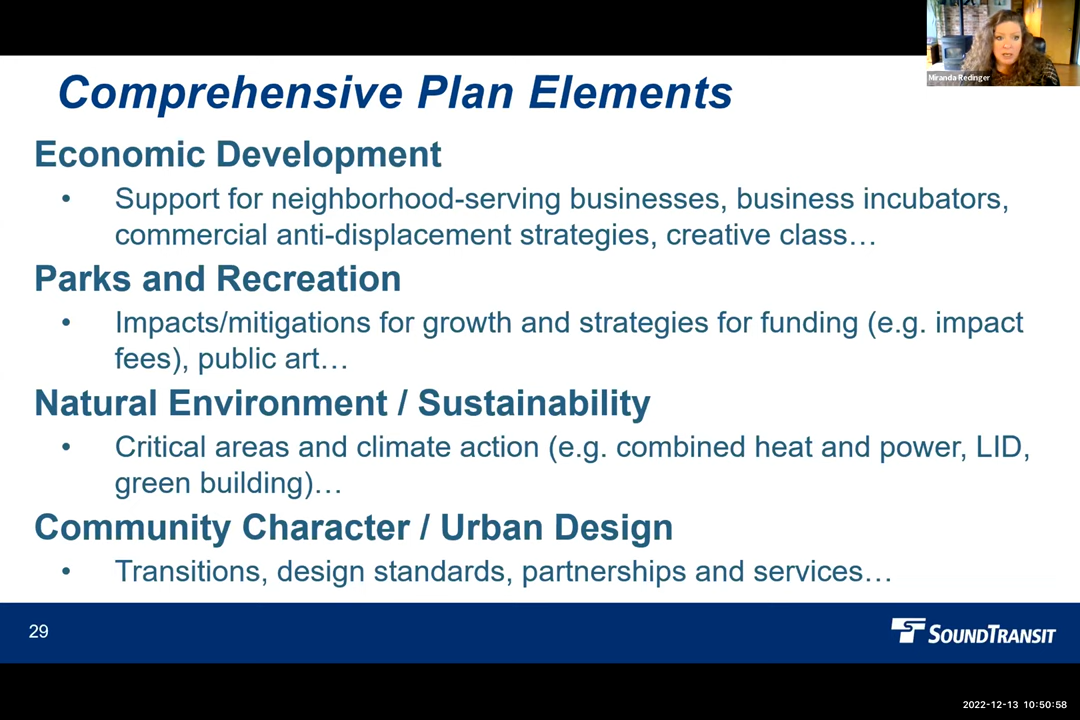 Miranda Redinger
Comprehensive Plan Elements
Economic Development
• Support for neighborhood-serving businesses, business incubators,
commercial anti-displacement strategies, creative class…
Parks and Recreation
• Impacts/mitigations for growth and strategies for funding (e.g. impact
fees), public art…
Natural Environment / Sustainability
• Critical areas and climate action (e.g. combined heat and power, LID,
green building)…
Community Character / Urban Design
• Transitions, design standards, partnerships and services…
29
SOUNDTRANSIT
2022-12-13 10:50:58